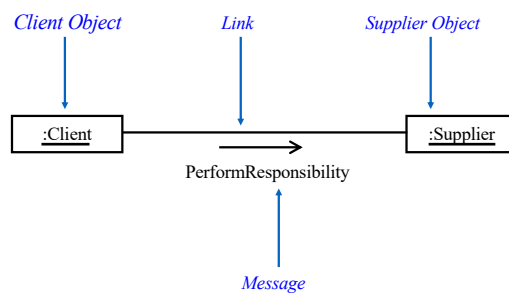 Client Object
Link
Supplier Object
:Client
:Supplier
PerformResponsibility
Message